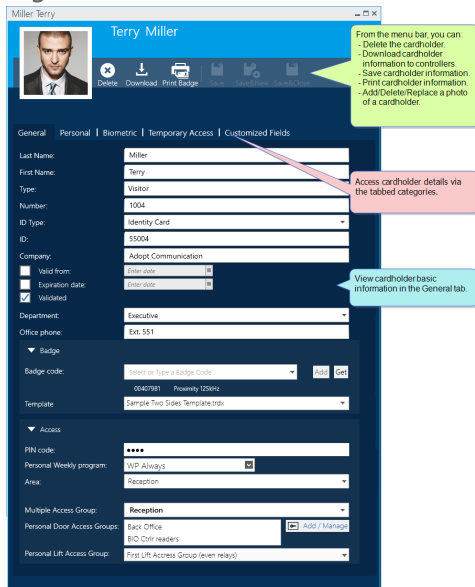 Miller Terry
Terry Miller
Delete Download Print Badge Save Save&New Save&Close
From the menu bar, you can:
- Delete the cardholder.
- Download cardholder
information to controllers.
- Save cardholder information.
- Print cardholder information.
- Add/Delete/Replace a photo
of a cardholder.
General Personal | Biometric | Temporary Access | Customized Fields
Last Name: Miller
First Name: Terry
Type: Visitor
Number: 1004
ID Type: Identity Card
ID: 55004
Company: Adopt Communication
Valid from: Enter date
Expiration date: Enter date
Validated
Access cardholder details via
the tabbed categories.
View cardholder basic
information in the General tab.
Department: Executive
Office phone: Ext. 551
Badge
Badge code: Select or Type a Badge Code Add Get
00407981 Proximity 125kHz
Template Sample Two Sides Template.trdx
Access
PIN code: ••••
Personal Weekly program: WP Always
Area: Reception
Multiple Access Group: Reception
Personal Door Access Groups: Back Office Add / Manage
BIO Ctrlr readers
Personal Lift Access Group: First Lift Accress Group (even relays)